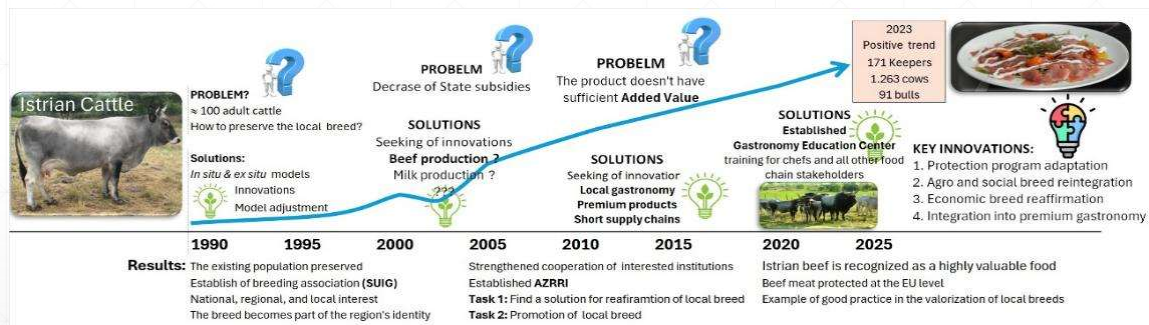 Istrian Cattle
PROBLEM?
≈ 100 adult cattle
How to preserve the local breed?
Solutions:
In situ & ex situ models
Innovations
Model adjustment
PROBELM
Decrase of State subsidies
SOLUTIONS
Seeking of innovations
Beef production ?
Milk production ?
???
PROBELM
The product doesn't have
sufficient Added Value
SOLUTIONS
Seeking of innovatior
Local gastronomy
Premium products
Short supply chains
SOLUTIONS
Established
Gastronomy Education Center
training for chefs and all other food
chain stakeholders
2023
Positive trend
171 Keepers
1.263 cows
91 bulls
KEY INNOVATIONS:
1. Protection program adaptation
2. Agro and social breed reintegration
3. Economic breed reaffirmation
4. Integration into premium gastronomy
1990 1995 2000 2005 2010 2015 2020 2025
Results:
The existing population preserved
Establish of breeding association (SUIG)
National, regional, and local interest
The breed becomes part of the region's identity
Strengthened cooperation of interested institutions
Established AZRRI
Task 1: Find a solution for reafiramtion of local breed
Task 2: Promotion of local breed
Istrian beef is recognized as a highly valuable food
Beef meat protected at the EU level
Example of good practice in the valorization of local breeds